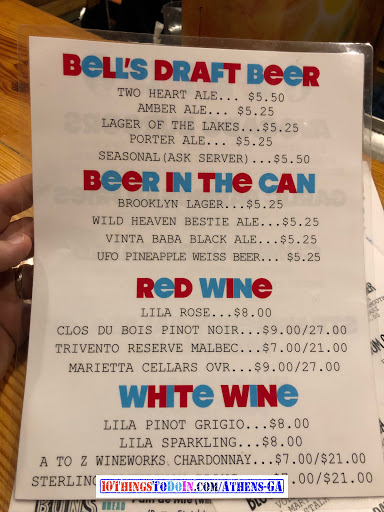 BELL'S DRAFT BEER
TWO HEART ALE... $5.50
AMBER ALE... $5.25
LAGER OF THE LAKES...$5.25
PORTER ALE... $5.25
SEASONAL(ASK SERVER)...$5.50
BEER IN THE CAN
BROOKLYN LAGER...$5.25
WILD HEAVEN BESTIE ALE...$5.25
VINTA BABA BLACK ALE...$5.25
UFO PINEAPPLE WEISS BEER... $5.25
RED WINE
LILA ROSE...$8.00
CLOS DU BOIS PINOT NOIR...$9.00/27.00
TRIVENTO RESERVE MALBEC...$7.00/21.00
MARIETTA CELLARS OVR...$9.00/27.00
WHITE WINE
LILA PINOT GRIGIO...$8.00
LILA SPARKLING...$8.00
A TO Z WINEWORKS CHARDONNAY...$7.00/$21.00
STERLING
/$21.00
10THINGSTODOIN.COM/ATHENS-GA
BREAD